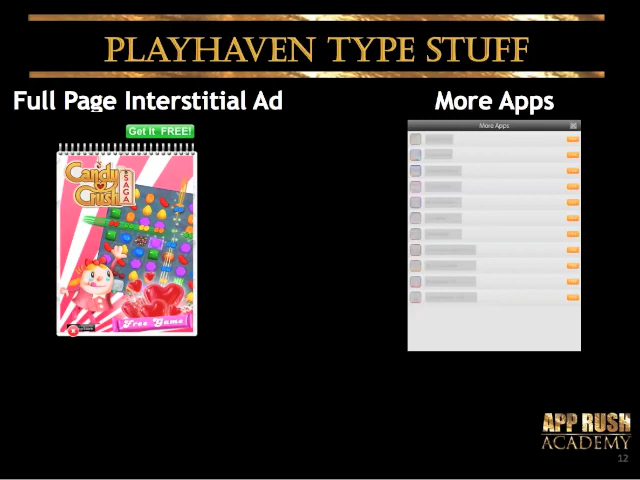 PLAYHAVEN TYPE STUFF
Full Page Interstitial Ad
More Apps
Get It FREE!
More Apps
Candy
Crush
SAGA
Free Game
APP RUSH
ACADEMY
12